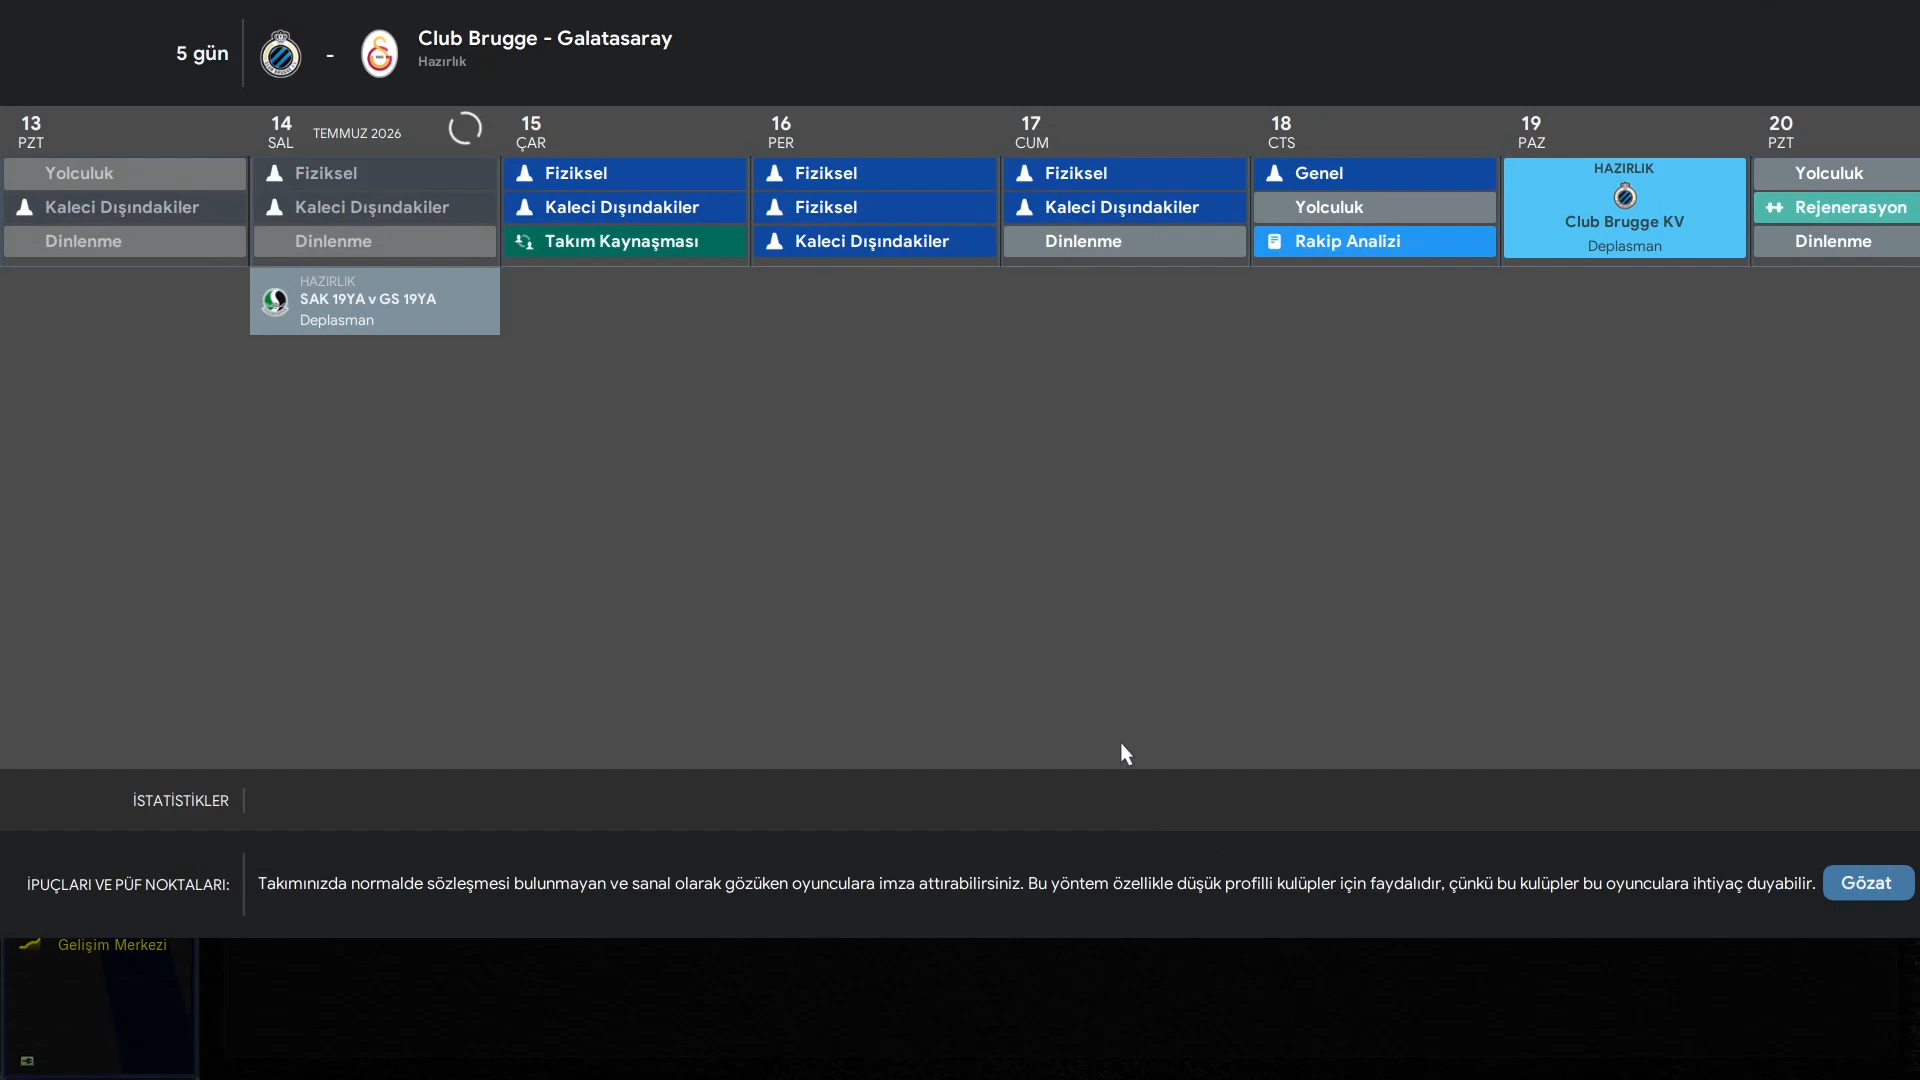 5 gün
-
Club Brugge - Galatasaray
Hazırlık
13
PZT
14
SAL
TEMMUZ 2026
15
ÇAR
16
PER
17
CUM
18
CTS
19
PAZ
20
PZT
Yolculuk
Kaleci Dışındakiler
Dinlenme
Fiziksel
Kaleci Dışındakiler
Dinlenme
HAZIRLIK
SAK 19YA v GS 19YA
Deplasman
Fiziksel
Kaleci Dışındakiler
Takım Kaynaşması
Fiziksel
Fiziksel
Kaleci Dışındakiler
Fiziksel
Kaleci Dışındakiler
Dinlenme
Genel
Yolculuk
Rakip Analizi
HAZIRLIK
Club Brugge KV
Deplasman
Yolculuk
Rejenerasyon
Dinlenme
İSTATİSTİKLER
İPUÇLARI VE PÜF NOKTALARI:
Takımınızda normalde sözleşmesi bulunmayan ve sanal olarak gözüken oyunculara imza attırabilirsiniz. Bu yöntem özellikle düşük profilli kulüpler için faydalıdır, çünkü bu kulüpler bu oyunculara ihtiyaç duyabilir.
Gözat
Gelişim Merkezi